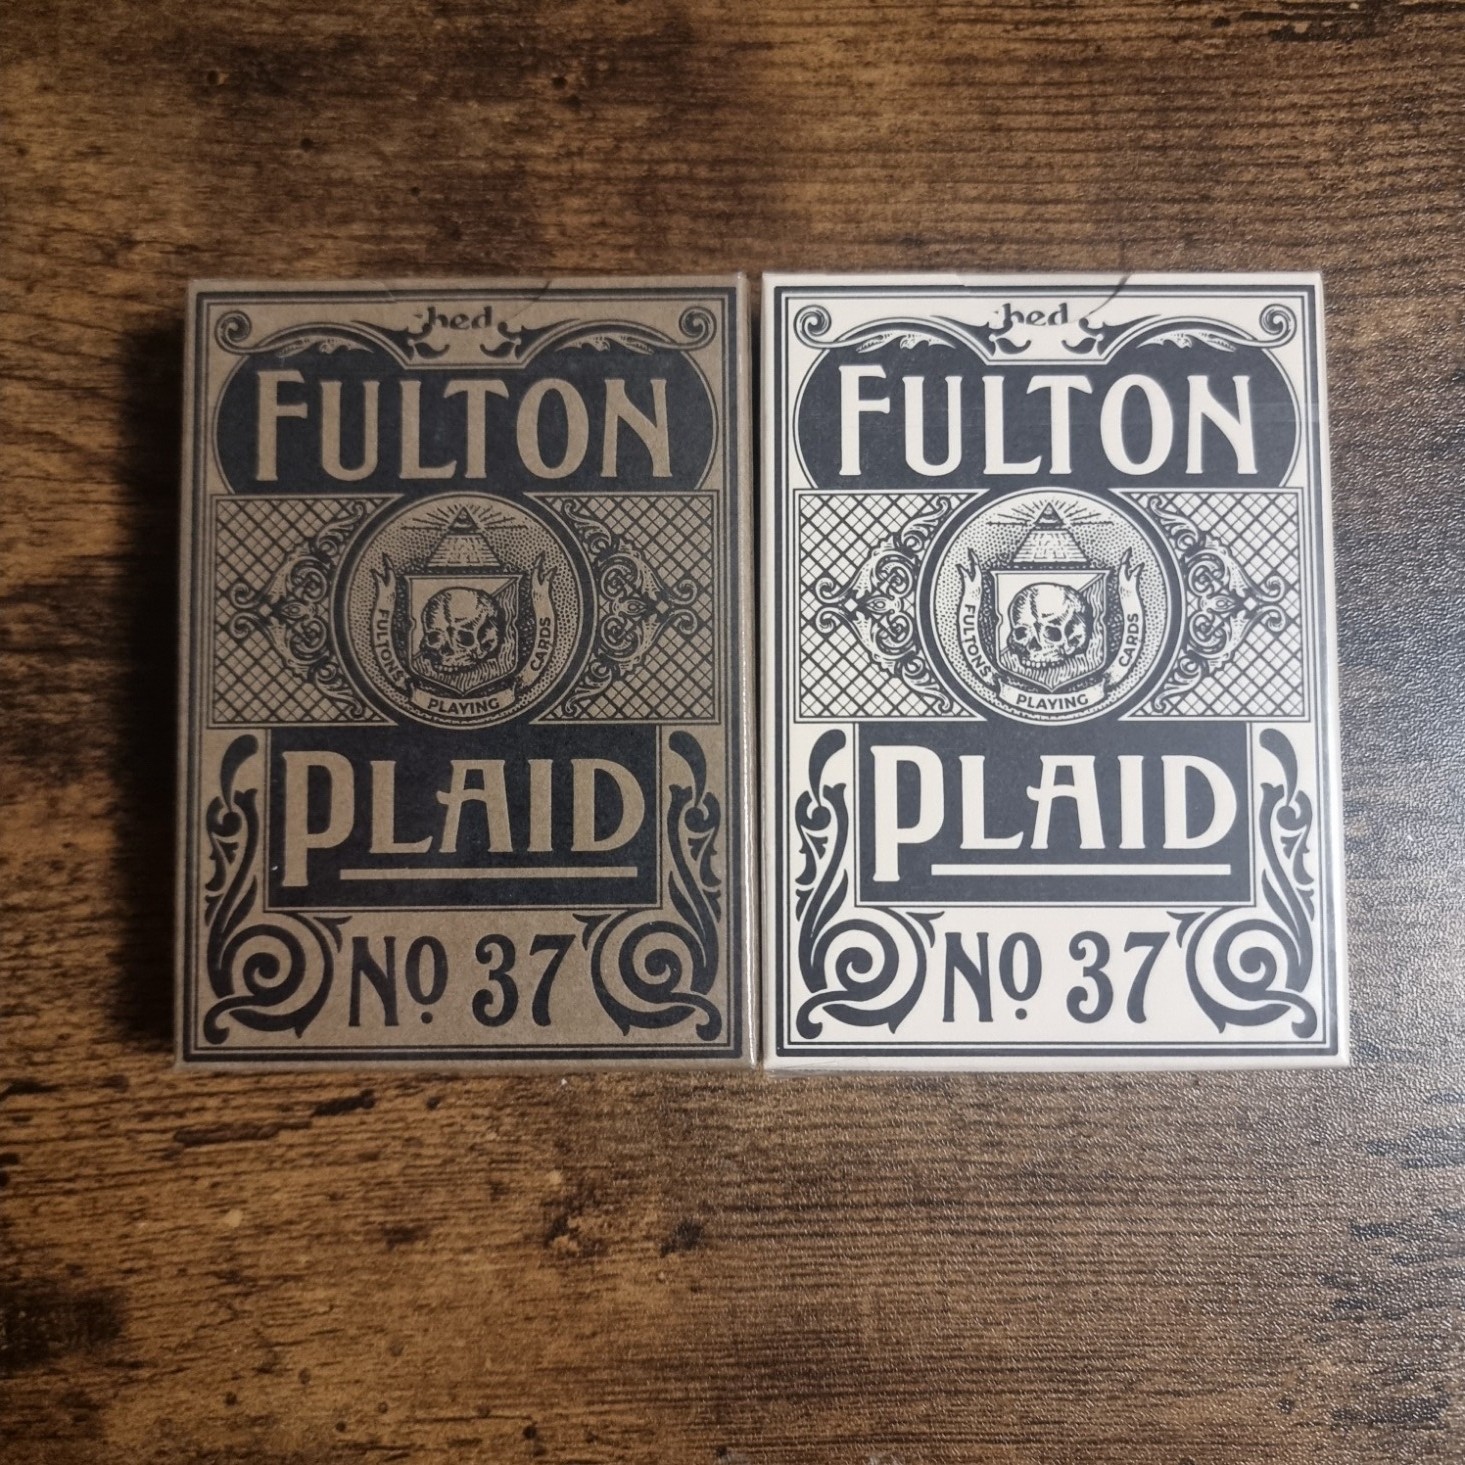 hed
FULTON
FULTONS PLAYING CARDS
PLAID
No 37
hed
FULTON
FULTONS PLAYING CARDS
PLAID
No 37